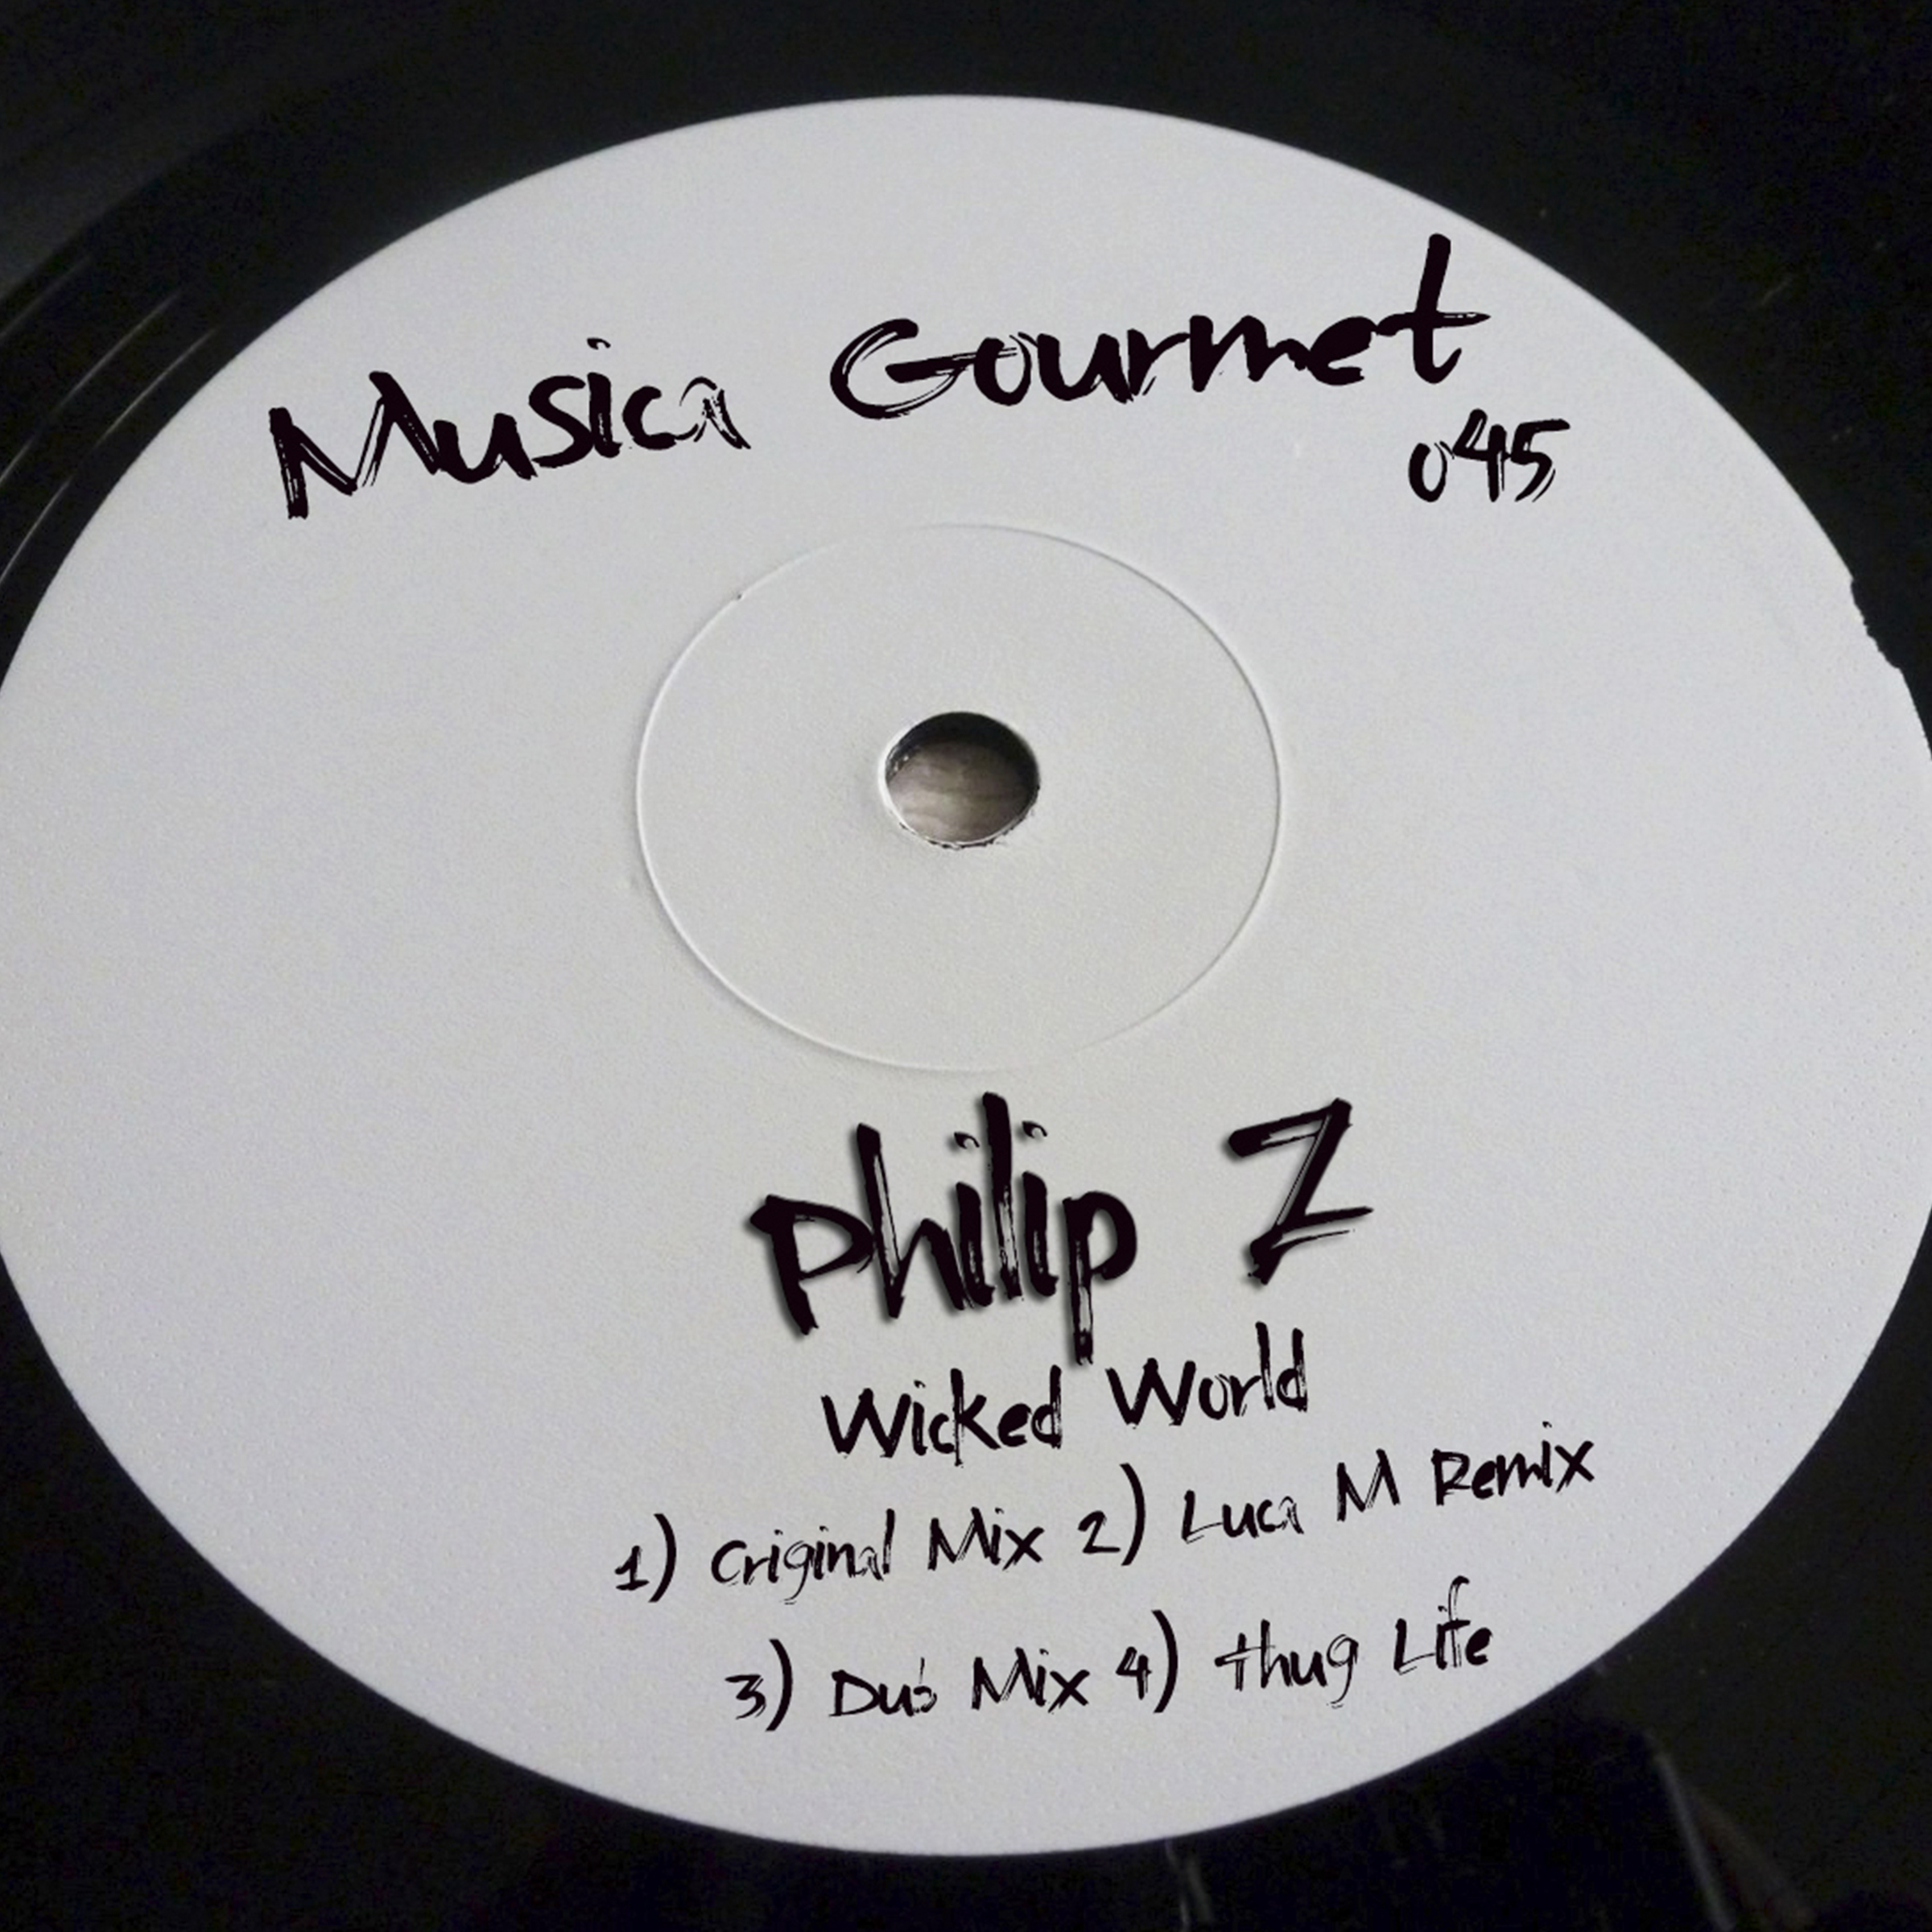 Musica Gourmet
045
Philip Z
Wicked World
1) Original Mix 2) Luca M Remix
3) Dub Mix 4) Thug Life